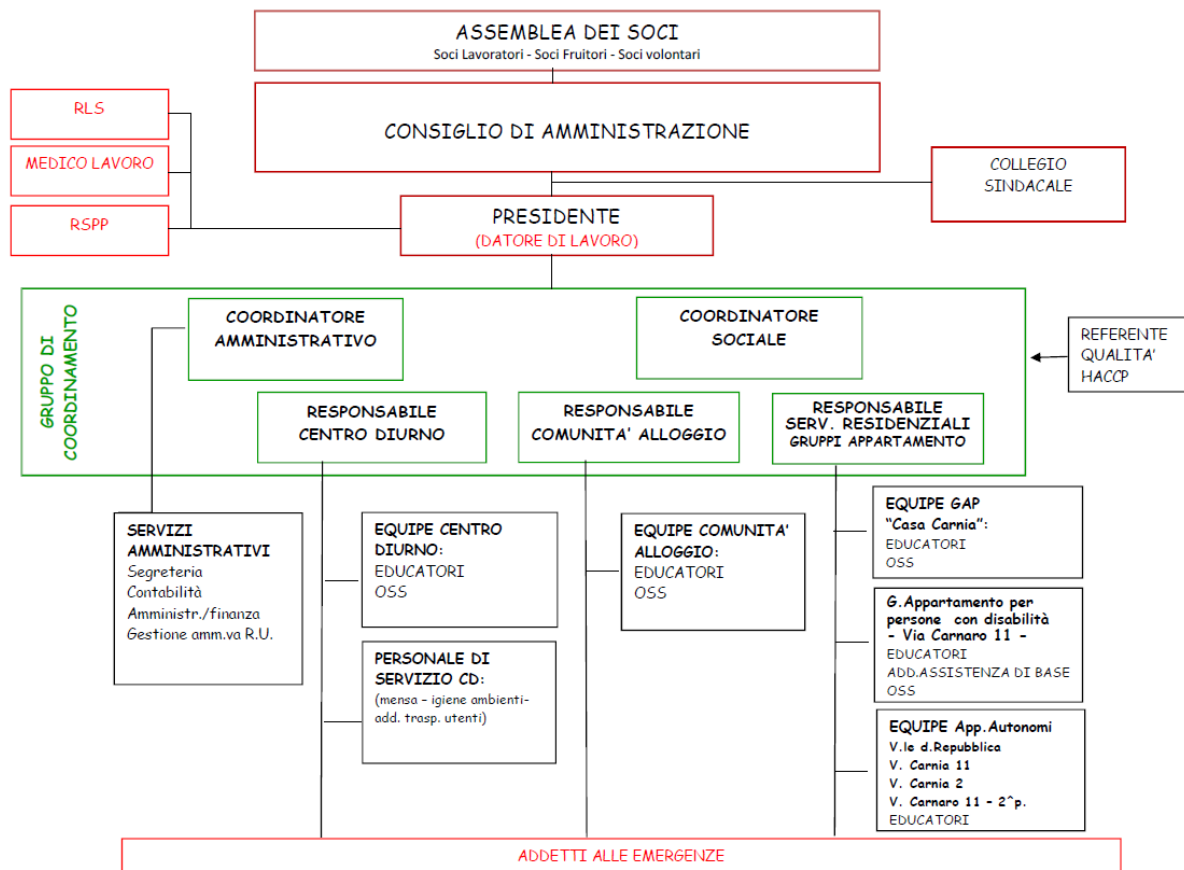 ASSEMBLEA DEI SOCI
Soci Lavoratori - Soci Fruitori - Soci volontari
RLS
MEDICO LAVORO
RSPP
CONSIGLIO DI AMMINISTRAZIONE
COLLEGIO
SINDACALE
PRESIDENTE
(DATORE DI LAVORO)
GRUPPO DI
COORDINAMENTO
COORDINATORE
AMMINISTRATIVO
COORDINATORE
SOCIALE
REFERENTE
QUALITA'
HACCP
RESPONSABILE
CENTRO DIURNO
RESPONSABILE
COMUNITA' ALLOGGIO
RESPONSABILE
SERV. RESIDENZIALI
GRUPPI APPARTAMENTO
SERVIZI
AMMINISTRATIVI
Segreteria
Contabilità
Amministr./finanza
Gestione amm.va R.U.
EQUIPE CENTRO
DIURNO:
EDUCATORI
OSS
PERSONALE DI
SERVIZIO CD:
(mensa – igiene ambienti-
add. trasp. utenti)
EQUIPE COMUNITA'
ALLOGGIO:
EDUCATORI
OSS
EQUIPE GAP
“Casa Carnia”:
EDUCATORI
OSS
G.Appartamento per
persone con disabilità
– Via Carnaro 11 –
EDUCATORI
ADD.ASSISTENZA DI BASE
OSS
EQUIPE App.Autonomi
V.le d.Repubblica
V. Carnia 11
V. Carnia 2
V. Carnaro 11 – 2^p.
EDUCATORI
ADDETTI ALLE EMERGENZE